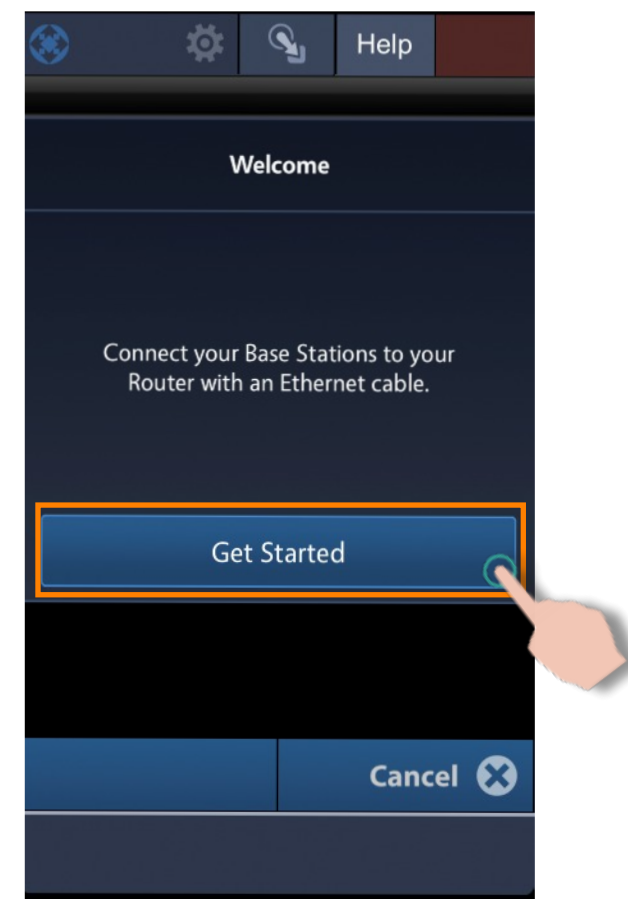 Help
Welcome
Connect your Base Stations to your
Router with an Ethernet cable.
Get Started
Cancel